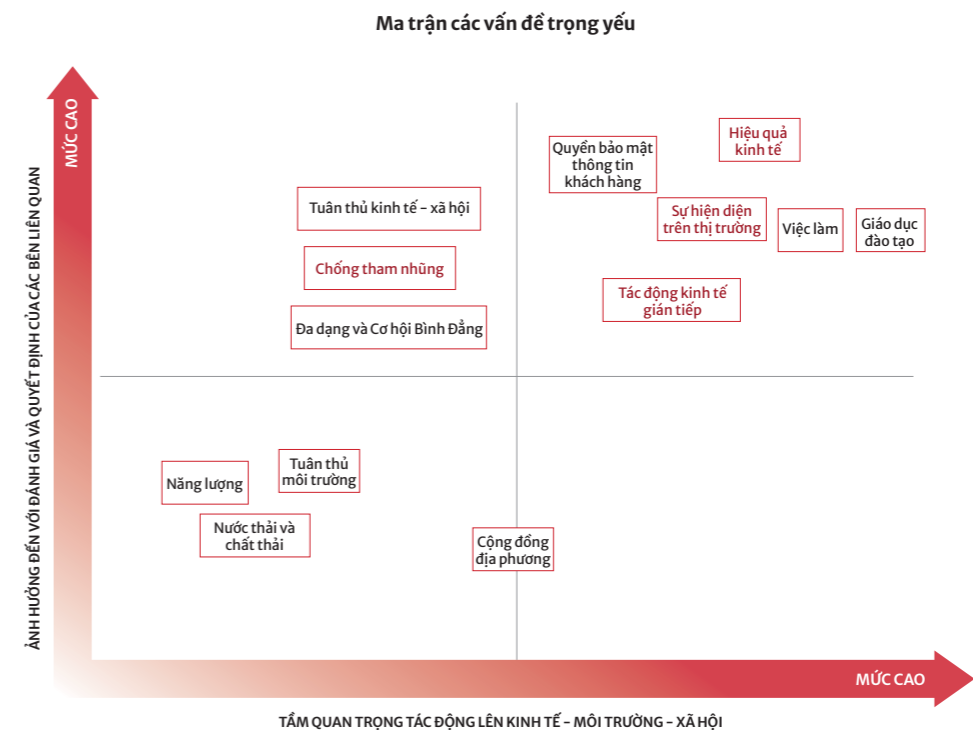 Ma trận các vấn đề trọng yếu
MỨC CAO
ẢNH HƯỞNG ĐẾN VỚI ĐÁNH GIÁ VÀ QUYẾT ĐỊNH CỦA CÁC BÊN LIÊN QUAN
Hiệu quả
kinh tế
Quyền bảo mật
thông tin
khách hàng
Tuân thủ kinh tế - xã hội
Sự hiện diện
trên thị trường
Việc làm
Giáo dục
đào tạo
Chống tham nhũng
Tác động kinh tế
gián tiếp
Đa dạng và Cơ hội Bình Đẳng
Năng lượng
Tuân thủ
môi trường
Nước thải và
chất thải
Cộng đồng
địa phương
MỨC CAO
TẦM QUAN TRỌNG TÁC ĐỘNG LÊN KINH TẾ - MÔI TRƯỜNG - XÃ HỘI